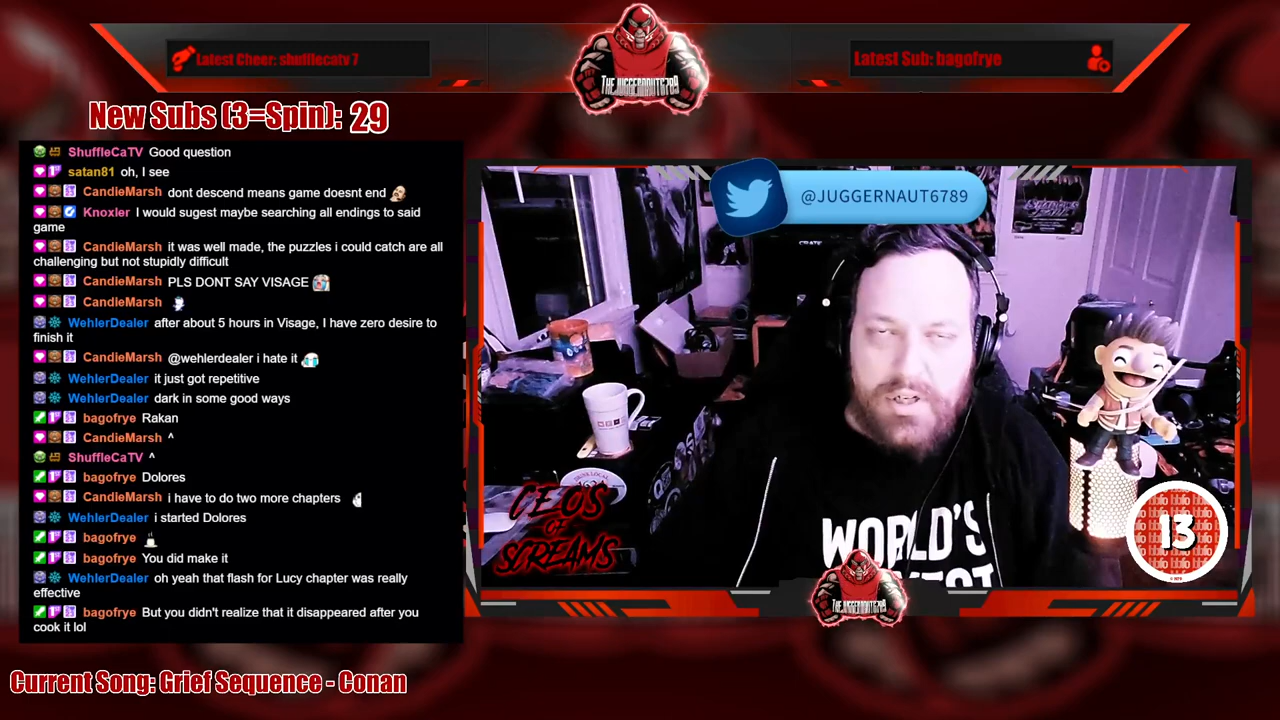 Latest Cheer: shufflecatv 7
THEJUGGERNAUT6789
Latest Sub: bagofrye
New Subs (3=Spin): 29
ShuffleCaTV Good question
satan81 oh, I see
CandieMarsh dont descend means game doesnt end
Knoxler I would sugest maybe searching all endings to said
game
CandieMarsh it was well made, the puzzles i could catch are all
challenging but not stupidly difficult
CandieMarsh PLS DONT SAY VISAGE
CandieMarsh
WehlerDealer after about 5 hours in Visage, I have zero desire to
finish it
CandieMarsh @wehlerdealer i hate it
WehlerDealer it just got repetitive
WehlerDealer dark in some good ways
bagofrye Rakan
CandieMarsh ^
ShuffleCaTV ^
bagofrye Dolores
CandieMarsh i have to do two more chapters
WehlerDealer i started Dolores
bagofrye
bagofrye You did make it
WehlerDealer oh yeah that flash for Lucy chapter was really
effective
bagofrye But you didn't realize that it disappeared after you
cook it lol
@JUGGERNAUT6789
CEOS
OF
SCREAMS
WORLD'S
13
THEJUGGERNAUT6789
Current Song: Grief Sequence - Conan